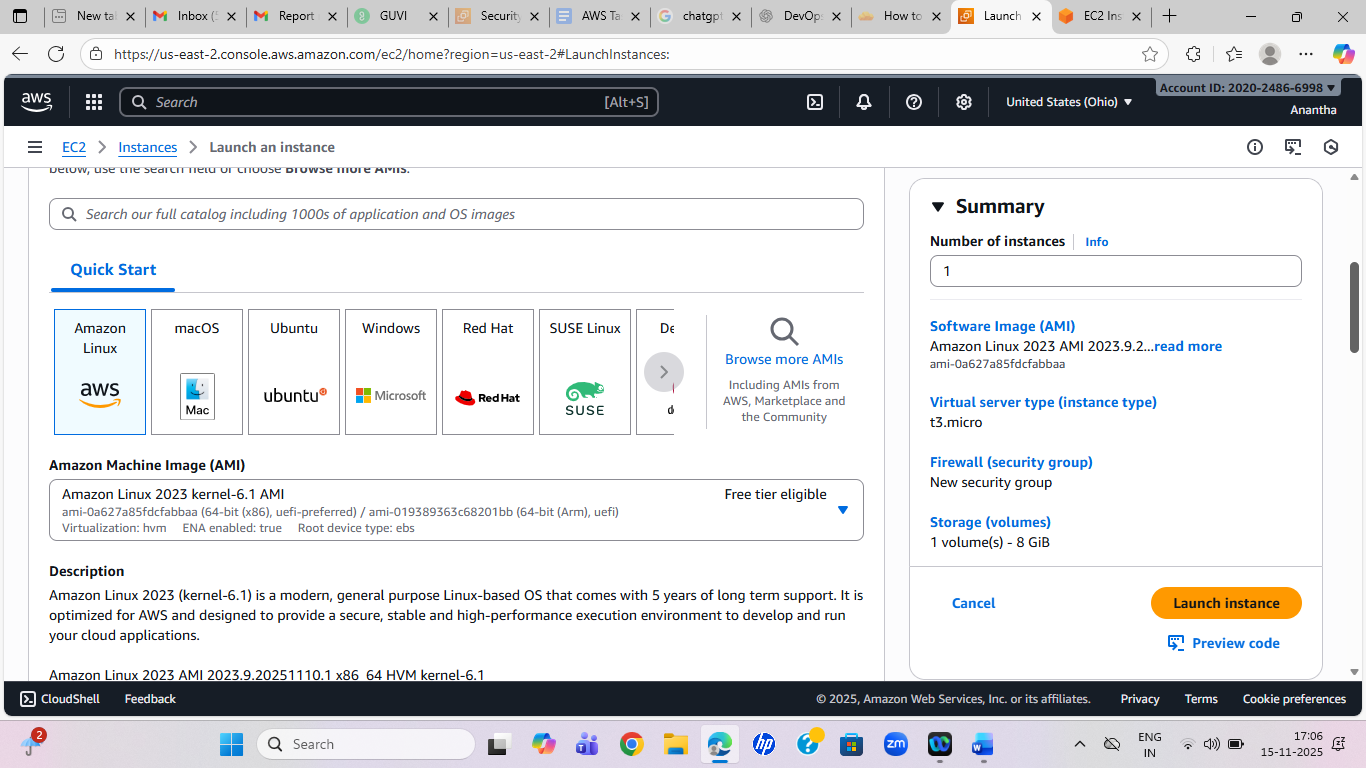 New tal
Inbox (
Report
GUVI
Security
AWS Ta
chatgpt
DevOps
How to
Launch
EC2 Ins
https://us-east-2.console.aws.amazon.com/ec2/home?region=us-east-2#LaunchInstances:
aws
Search
[Alt+S]
United States (Ohio)
Account ID: 2020-2486-6998
Anantha
EC2
Instances
Launch an instance
below, use the search field or choose Browse more AMIs.
Search our full catalog including 1000s of application and OS images
Quick Start
Amazon Linux
aws
macOS
Mac
Ubuntu
ubuntu
Windows
Microsoft
Red Hat
Red Hat
SUSE Linux
SUSE
De
de
Browse more AMIs
Including AMIs from
AWS, Marketplace and
the Community
Amazon Machine Image (AMI)
Amazon Linux 2023 kernel-6.1 AMI
Free tier eligible
ami-0a627a85fdcfabbaa (64-bit (x86), uefi-preferred) / ami-019389363c68201bb (64-bit (Arm), uefi)
Virtualization: hvm ENA enabled: true Root device type: ebs
Description
Amazon Linux 2023 (kernel-6.1) is a modern, general purpose Linux-based OS that comes with 5 years of long term support. It is
optimized for AWS and designed to provide a secure, stable and high-performance execution environment to develop and run
your cloud applications.
Amazon Linux 2023 AMI 2023.9.20251110.1 x86_64 HVM kernel-6.1
Summary
Number of instances
Info
1
Software Image (AMI)
Amazon Linux 2023 AMI 2023.9.2...read more
ami-0a627a85fdcfabbaa
Virtual server type (instance type)
t3.micro
Firewall (security group)
New security group
Storage (volumes)
1 volume(s) - 8 GiB
Cancel
Launch instance
Preview code
CloudShell
Feedback
© 2025, Amazon Web Services, Inc. or its affiliates.
Privacy
Terms
Cookie preferences
2
Search
hp
zm
ENG
IN
17:06
15-11-2025